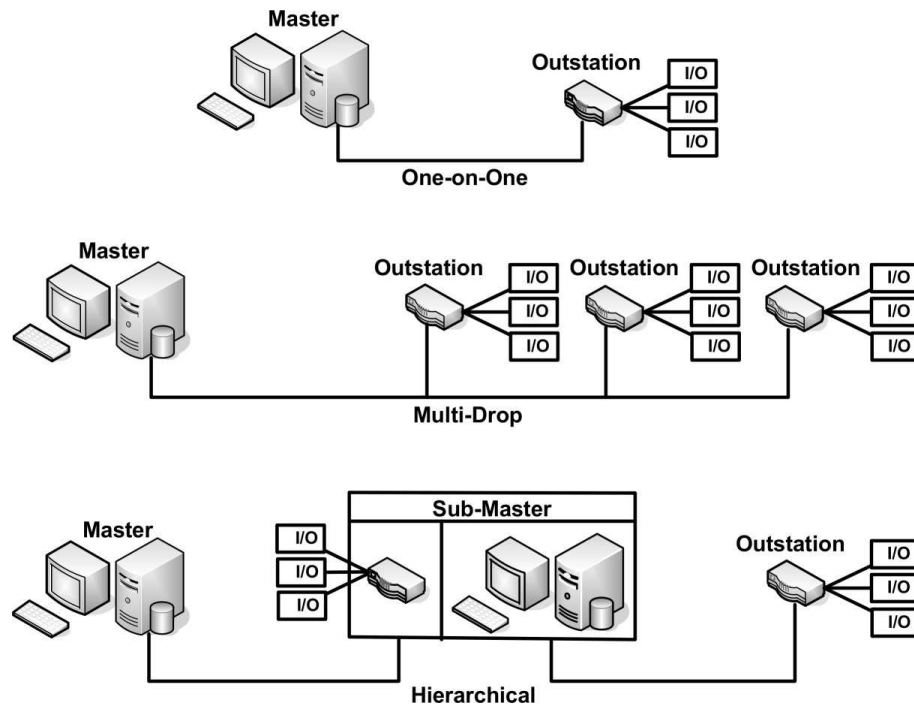 Master
Outstation
I/O
I/O
I/O
One-on-One
Master
Outstation
I/O
I/O
I/O
Outstation
I/O
I/O
I/O
Outstation
I/O
I/O
I/O
Multi-Drop
Master
I/O
I/O
I/O
Sub-Master
Outstation
I/O
I/O
I/O
Hierarchical